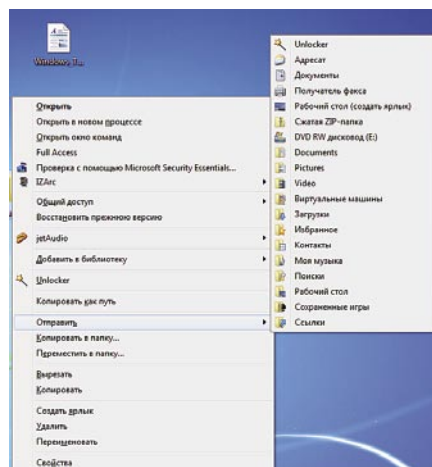 Windows_7...
Открыть
Открыть в новом процессе
Открыть окно команд
Full Access
Проверка с помощью Microsoft Security Essentials...
IZArc
Общий доступ
Восстановить прежнюю версию
jetAudio
Добавить в библиотеку
Unlocker
Копировать как путь
Отправить
Копировать в папку...
Переместить в папку...
Вырезать
Копировать
Создать ярлык
Удалить
Переименовать
Свойства
Unlocker
Адресат
Документы
Получатель факса
Рабочий стол (создать ярлык)
Сжатая ZIP-папка
DVD RW дисковод (E:)
Documents
Pictures
Video
Виртуальные машины
Загрузки
Избранное
Контакты
Моя музыка
Поиски
Рабочий стол
Сохраненные игры
Ссылки